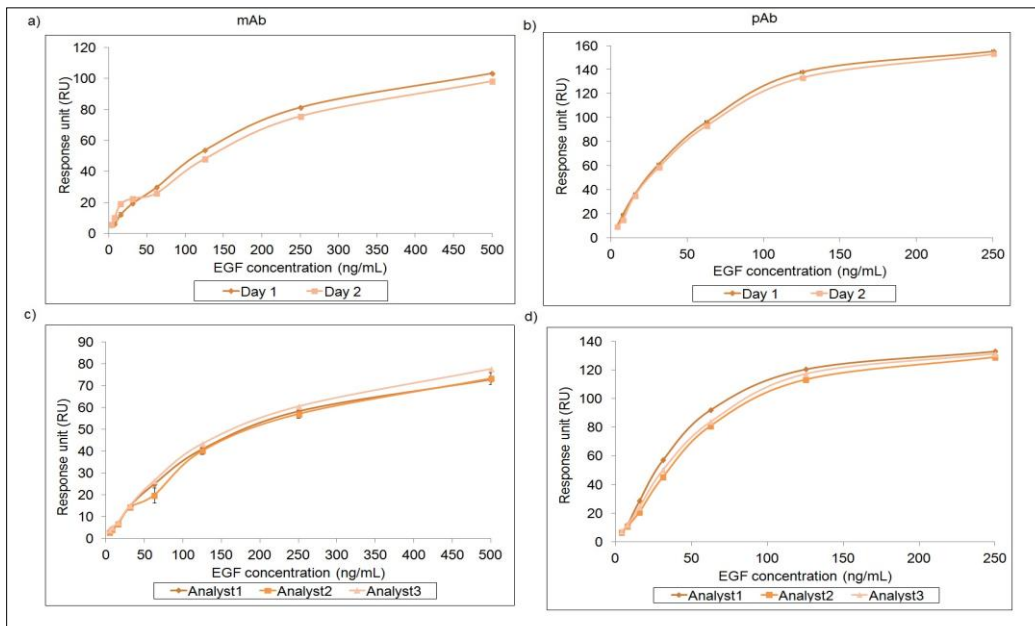 a)
mAb
Response unit (RU)
120
100
80
60
40
20
0
0 50 100 150 200 250 300 350 400 450 500
EGF concentration (ng/mL)
Day 1 Day 2
b)
pAb
Response unit (RU)
160
140
120
100
80
60
40
20
0
0 50 100 150 200 250
EGF concentration (ng/mL)
Day 1 Day 2
c)
Response unit (RU)
90
80
70
60
50
40
30
20
10
0
0 50 100 150 200 250 300 350 400 450 500
EGF concentration (ng/mL)
Analyst1 Analyst2 Analyst3
d)
Response unit (RU)
140
120
100
80
60
40
20
0
0 50 100 150 200 250
EGF concentration (ng/mL)
Analyst1 Analyst2 Analyst3